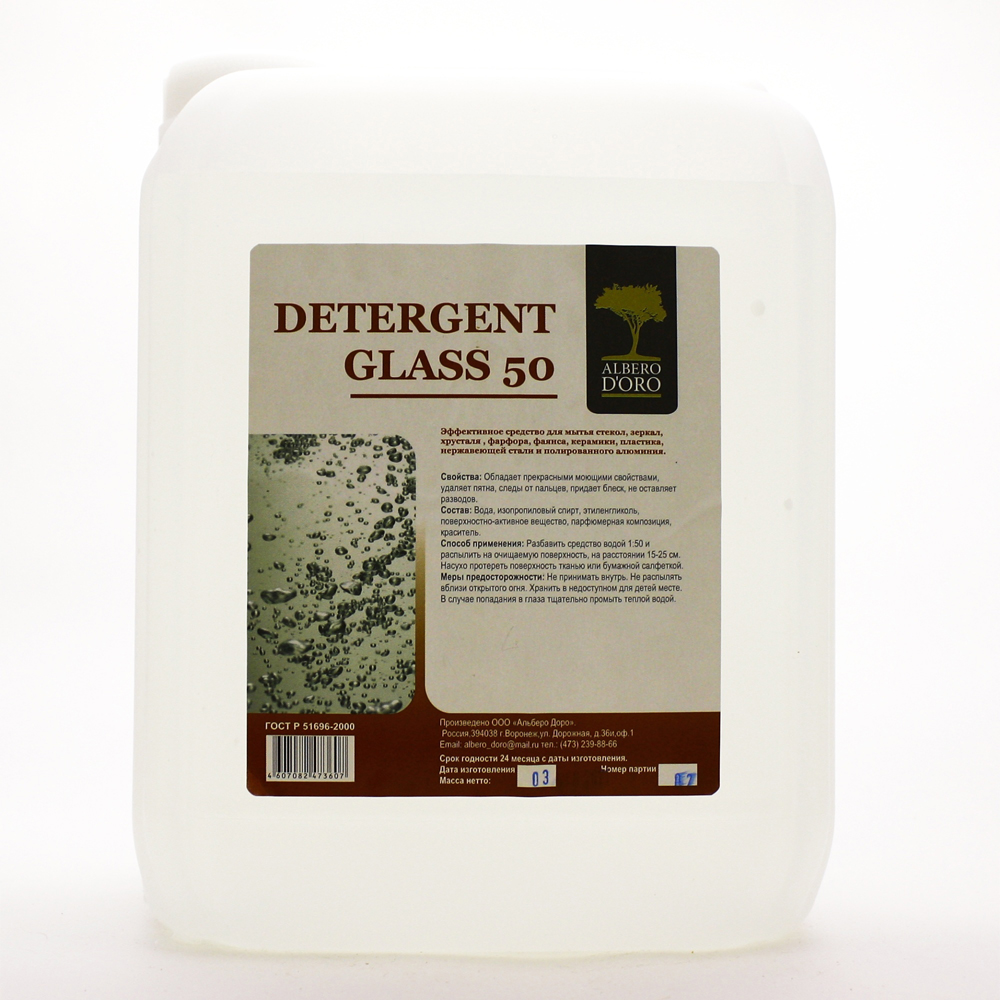 DETERGENT
GLASS 50
ALBERO
D'ORO
Эффективное средство для мытья стекол, зеркал,
хрусталя , фарфора, фаянса, керамики, пластика,
нержавеющей стали и полированного алюминия.
Свойства: Обладает прекрасными моющими свойствами,
удаляет пятна, следы от пальцев, придает блеск, не оставляет
разводов.
Состав: Вода, изопропиловый спирт, этиленгликоль,
поверхностно-активное вещество, парфюмерная композиция,
краситель.
Способ применения: Разбавить средство водой 1:50 и
распылить на очищаемую поверхность, на расстоянии 15-25 см.
Насухо протереть поверхность тканью или бумажной салфеткой.
Меры предосторожности: Не принимать внутрь. Не распылять
вблизи открытого огня. Хранить в недоступном для детей месте.
В случае попадания в глаза тщательно промыть теплой водой.
ГОСТ Р 51696-2000
4 607082 473607
Произведено ООО «Альберо Доро».
Россия.394038 г.Воронеж,ул. Дорожная, д.36и,оф.1
Email: albero_doro@mail.ru тел.: (473) 239-88-66
Срок годности 24 месяца с даты изготовления.
Дата изготовления 03 партии
Масса нетто: